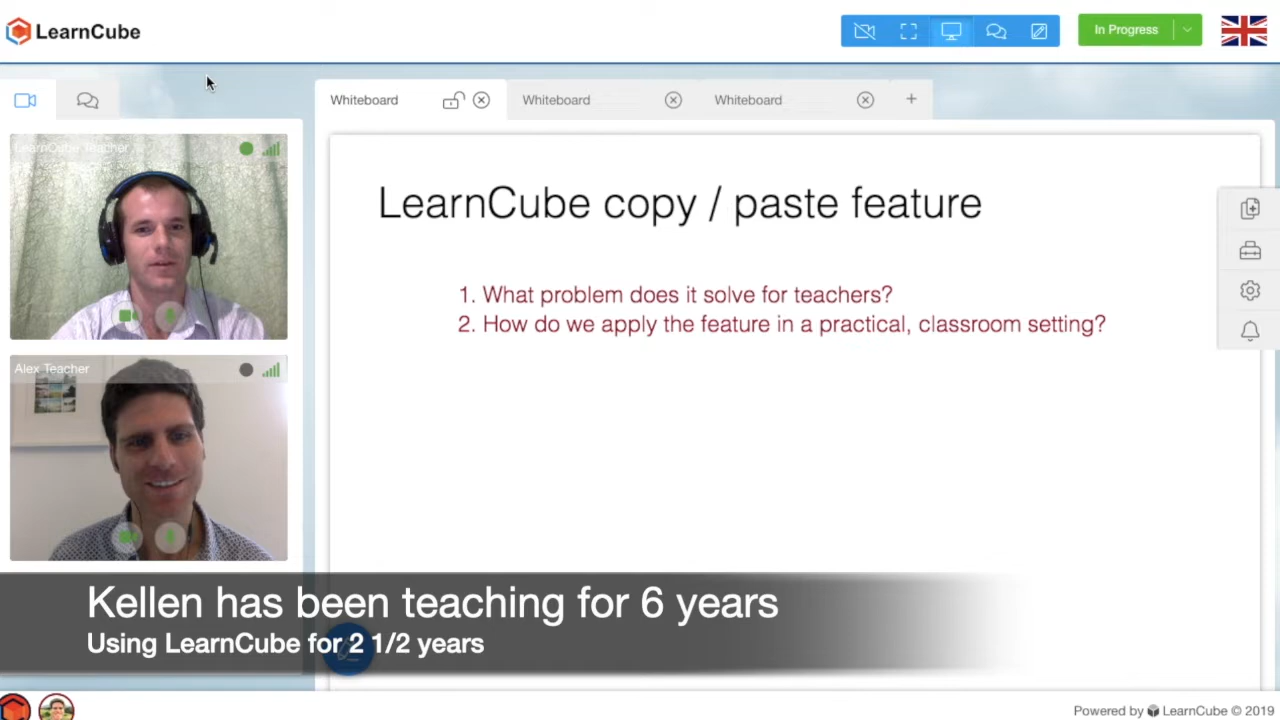 LearnCube
In Progress
Whiteboard
Whiteboard
Whiteboard
LearnCube Teacher
LearnCube copy / paste feature
1. What problem does it solve for teachers?
2. How do we apply the feature in a practical, classroom setting?
Alex Teacher
Kellen has been teaching for 6 years
Using LearnCube for 2 1/2 years
Powered by LearnCube © 2019